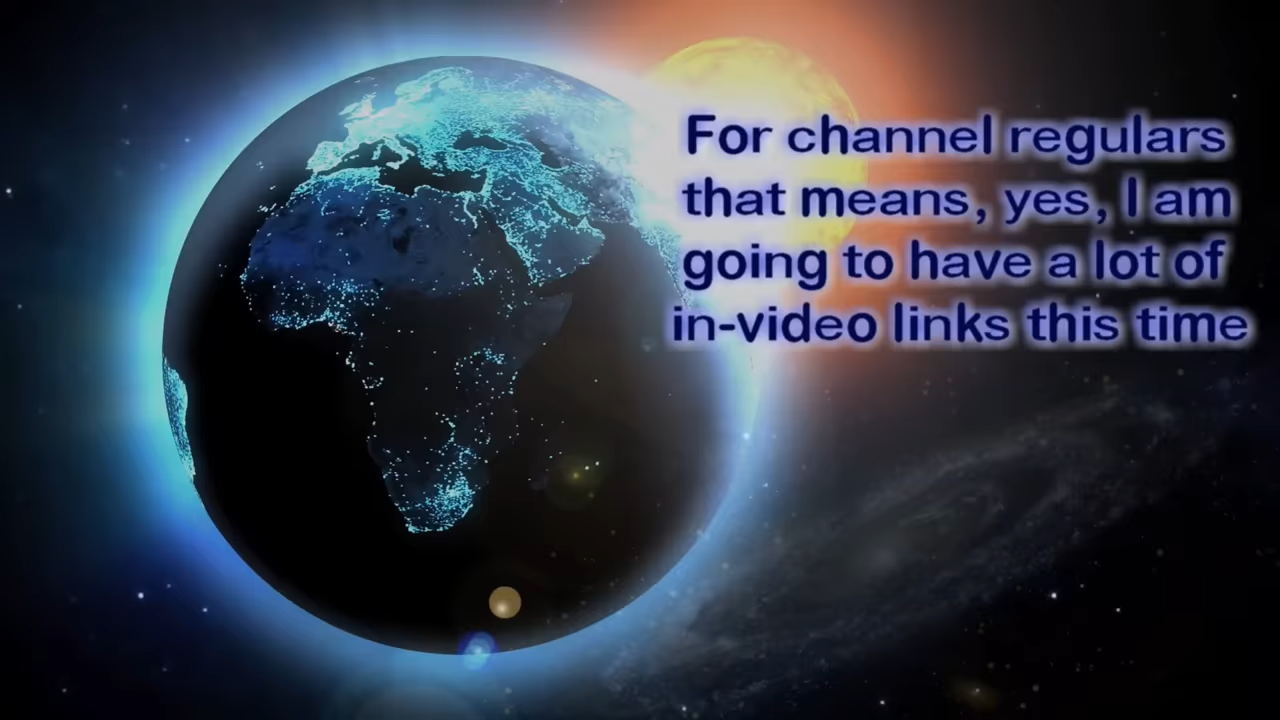 For channel regulars
that means, yes, I am
going to have a lot of
in-video links this time